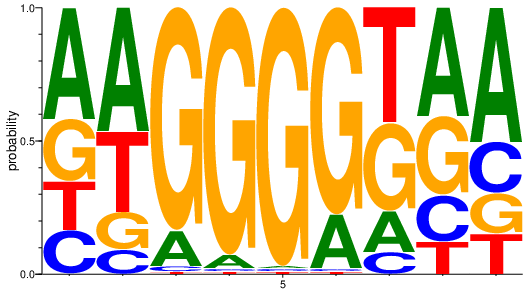 1.0
probability
0.5
0.0
A A G G G G T A A
G T A A A G G C
T G A C G
C C C T T
5